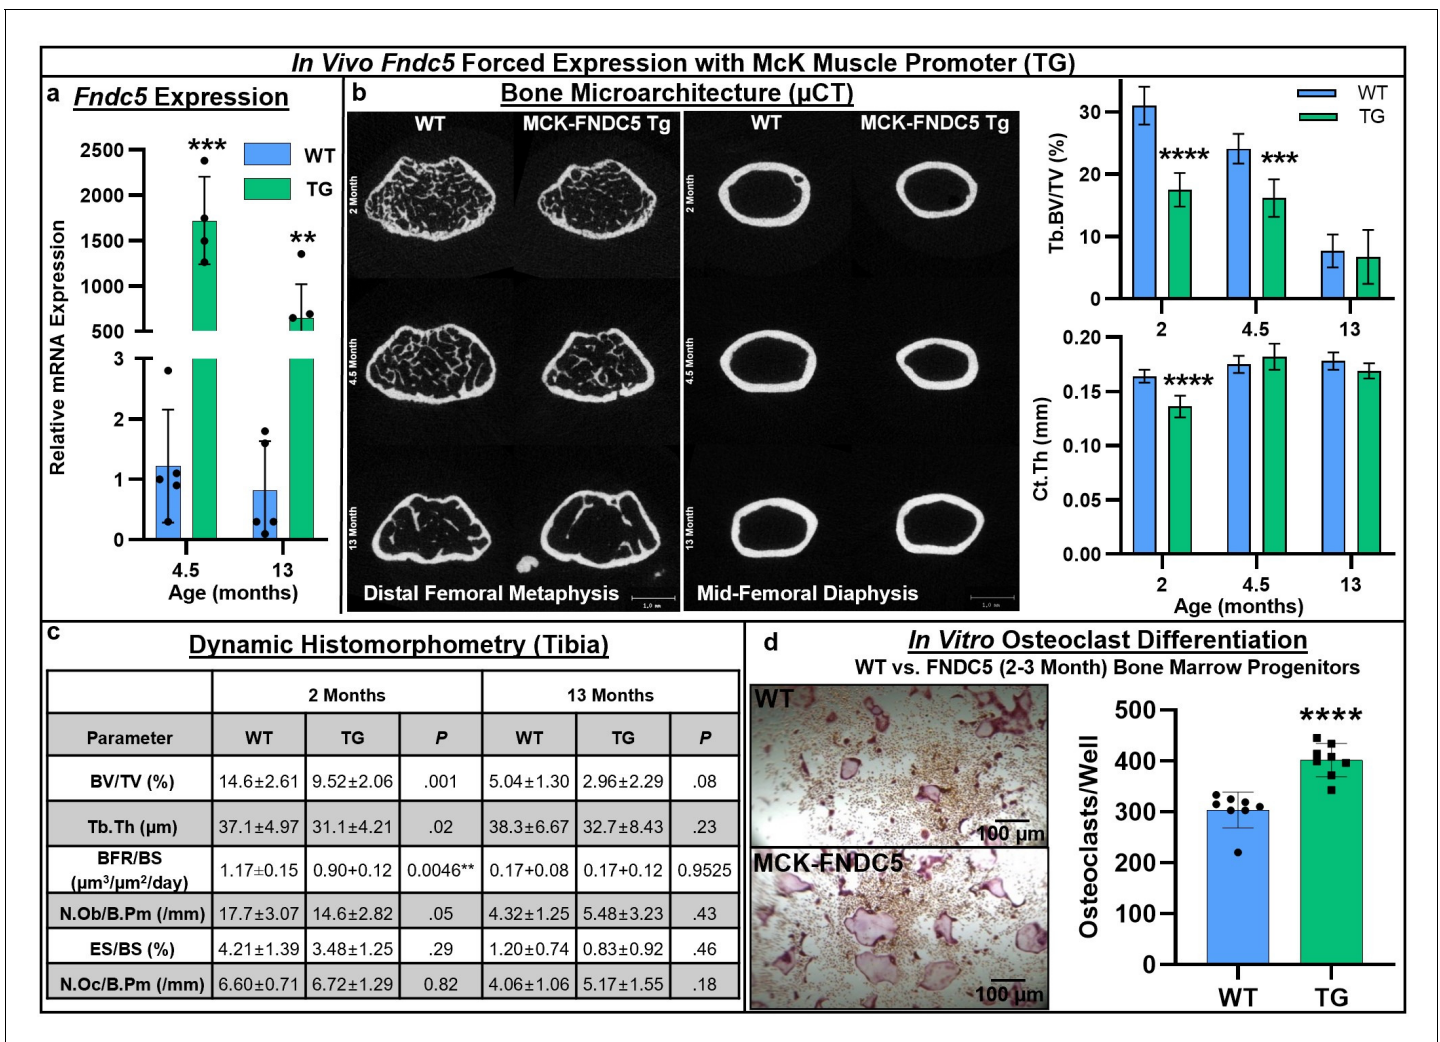 In Vivo Fndc5 Forced Expression with McK Muscle Promoter (TG)
a Fndc5 Expression
Relative mRNA Expression
2500
2000
1500
1000
500
3
2
1
0
***
**
WT
TG
4.5 13
Age (months)
b Bone Microarchitecture (µCT)
WT MCK-FNDC5 Tg WT MCK-FNDC5 Tg
2 Month 2 Month
4.5 Month 4.5 Month
13 Month 13 Month
Distal Femoral Metaphysis 1.0 mm Mid-Femoral Diaphysis 1.0 mm
Tb.BV/TV (%)
30
20
10
0
**** ***
WT
TG
2 4.5 13
Ct.Th (mm)
0.20
0.15
0.10
0.05
0.00
****
2 4.5 13
Age (months)
c Dynamic Histomorphometry (Tibia)
2 Months 13 Months
Parameter WT TG P WT TG P
BV/TV (%) 14.6±2.61 9.52±2.06 .001 5.04±1.30 2.96±2.29 .08
Tb.Th (µm) 37.1±4.97 31.1±4.21 .02 38.3±6.67 32.7±8.43 .23
BFR/BS
(µm³/µm²/day) 1.17±0.15 0.90+0.12 0.0046** 0.17+0.08 0.17+0.12 0.9525
N.Ob/B.Pm (/mm) 17.7±3.07 14.6±2.82 .05 4.32±1.25 5.48±3.23 .43
ES/BS (%) 4.21±1.39 3.48±1.25 .29 1.20±0.74 0.83±0.92 .46
N.Oc/B.Pm (/mm) 6.60±0.71 6.72±1.29 0.82 4.06±1.06 5.17±1.55 .18
d In Vitro Osteoclast Differentiation
WT vs. FNDC5 (2-3 Month) Bone Marrow Progenitors
WT
100 µm
MCK-FNDC5
100 µm
Osteoclasts/Well
500
400
300
200
100
0
****
WT TG